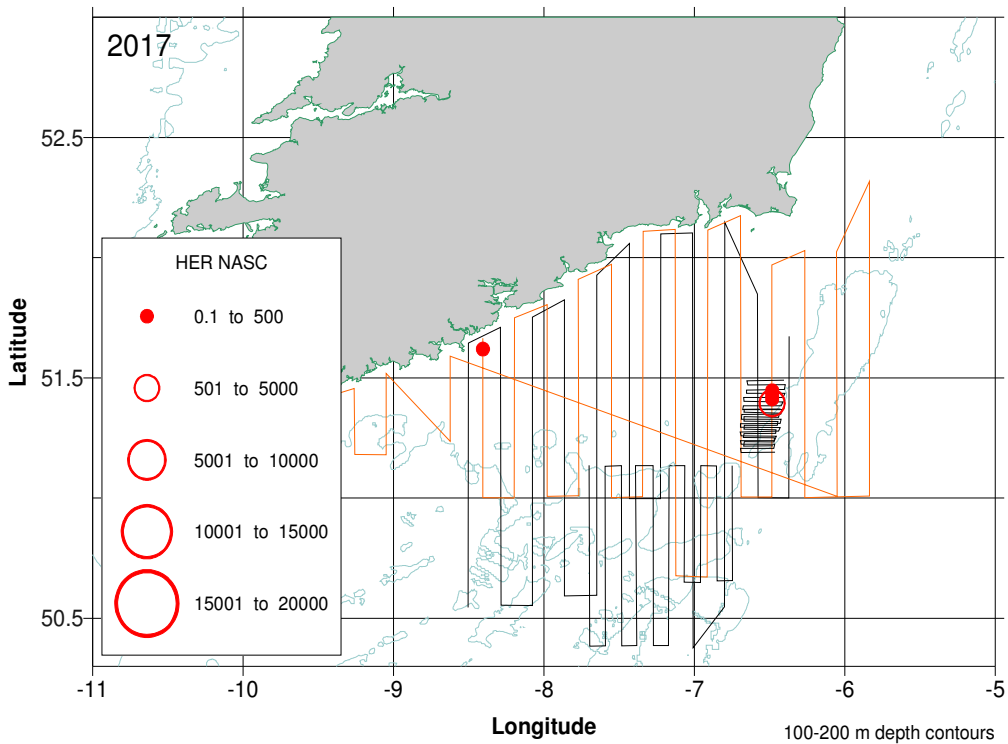 2017
52.5
51.5
50.5
Latitude
HER NASC
0.1 to 500
501 to 5000
5001 to 10000
10001 to 15000
15001 to 20000
-11 -10 -9 -8 -7 -6 -5
Longitude
100-200 m depth contours